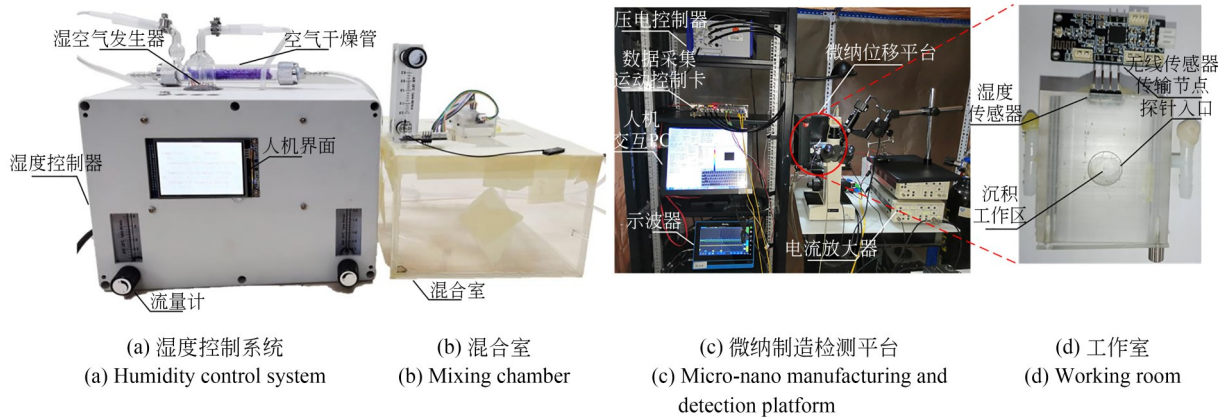 湿空气发生器
空气干燥管
湿度控制器
人机界面
流量计
混合室
压电控制器
数据采集
运动控制卡
人机
交互PC
示波器
微纳位移平台
电流放大器
无线传感器
传输节点
湿度
传感器
探针入口
沉积
工作区
(a) 湿度控制系统
(a) Humidity control system
(b) 混合室
(b) Mixing chamber
(c) 微纳制造检测平台
(c) Micro-nano manufacturing and
detection platform
(d) 工作室
(d) Working room